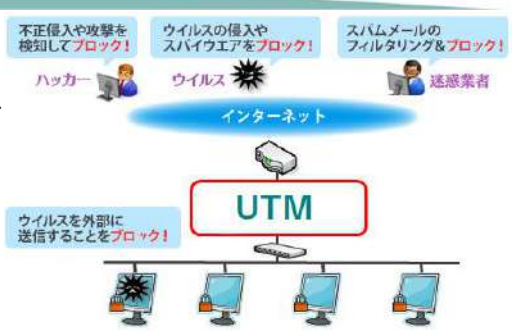 不正侵入や攻撃を
検知してブロック!
ウイルスの侵入や
スパイウエアをブロック!
スパムメールの
フィルタリング&ブロック!
ハッカー
ウイルス
迷惑業者
インターネット
UTM
ウイルスを外部に
送信することをブロック!